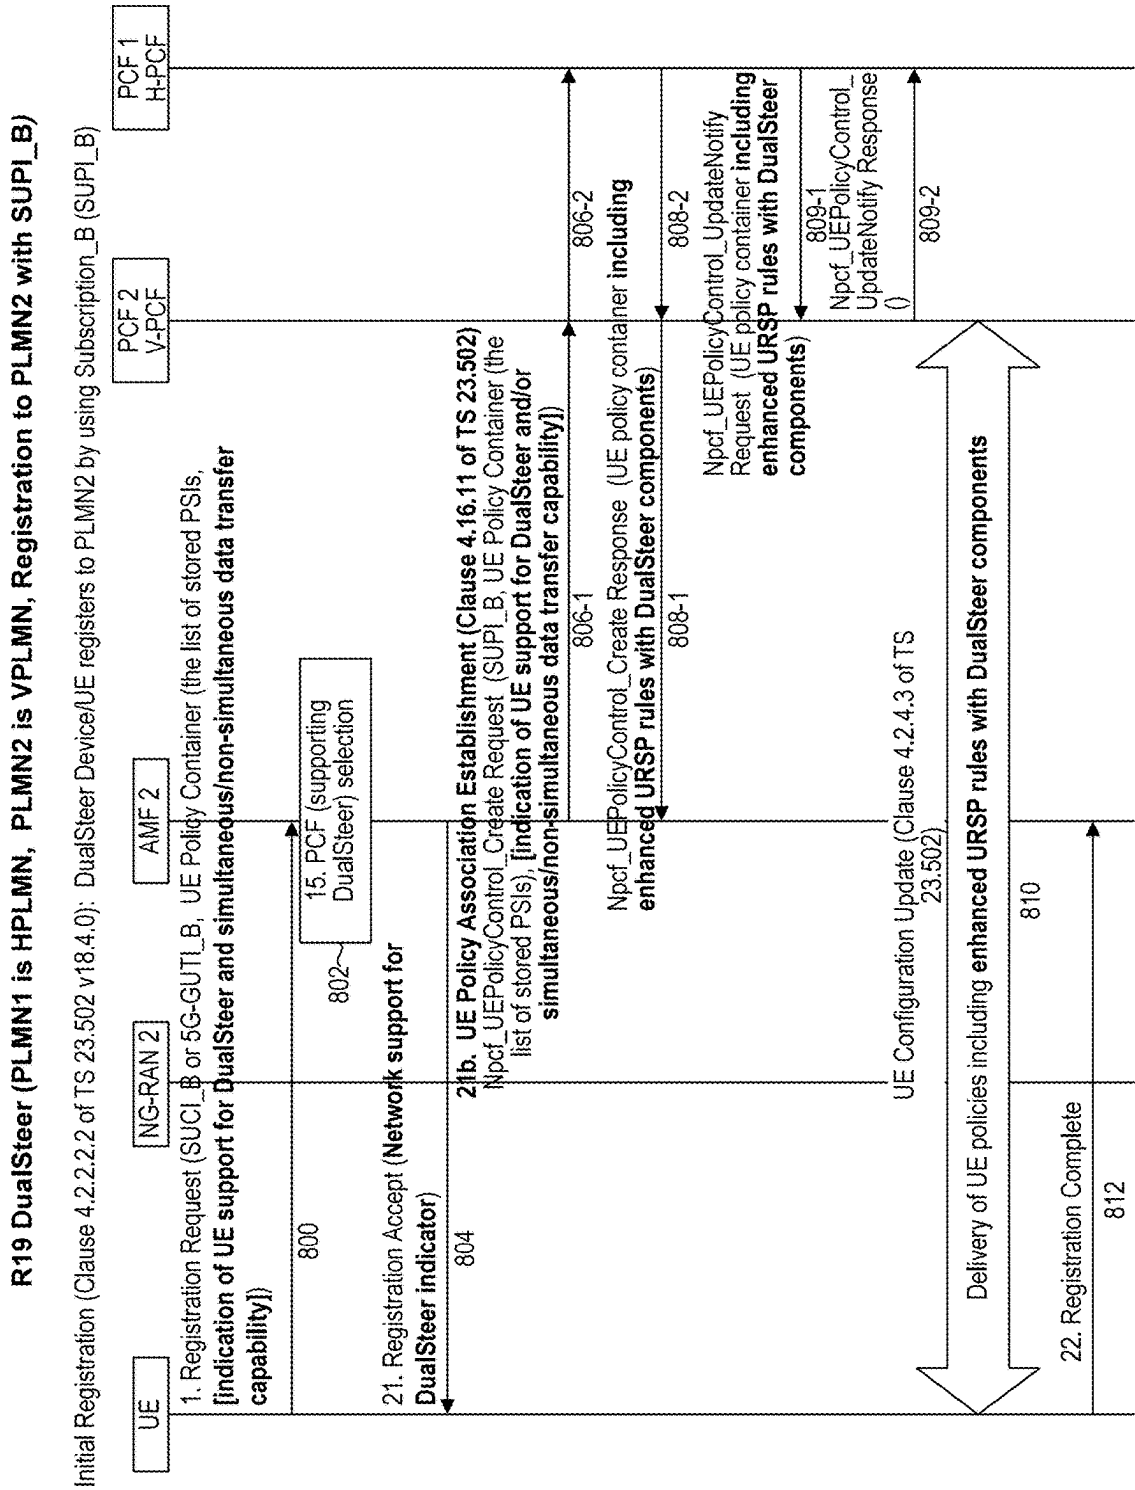 R19 DualSteer (PLMN1 is HPLMN, PLMN2 is VPLMN, Registration to PLMN2 with SUPI_B)
Initial Registration (Clause 4.2.2.2.2 of TS 23.502 v18.4.0): DualSteer Device/UE registers to PLMN2 by using Subscription_B (SUPI_B)
UE
NG-RAN 2
AMF 2
PCF 2
V-PCF
PCF 1
H-PCF
1. Registration Request (SUCI_B or 5G-GUTI_B, UE Policy Container (the list of stored PSIs,
[indication of UE support for DualSteer and simultaneous/non-simultaneous data transfer
capability])
800
15. PCF (supporting
DualSteer) selection
802
21. Registration Accept (Network support for
DualSteer indicator)
804
21b. UE Policy Association Establishment (Clause 4.16.11 of TS 23.502)
Npcf_UEPolicyControl_Create Request (SUPI_B, UE Policy Container (the
list of stored PSIs), [indication of UE support for DualSteer and/or
simultaneous/non-simultaneous data transfer capability])
806-1
806-2
Npcf_UEPolicyControl_Create Response (UE policy container including
enhanced URSP rules with DualSteer components)
808-1
808-2
Npcf_UEPolicyControl_UpdateNotify
Request (UE policy container including
enhanced URSP rules with DualSteer
components)
809-1
Npcf_UEPolicyControl_
UpdateNotify Response
()
809-2
UE Configuration Update (Clause 4.2.4.3 of TS
23.502)
Delivery of UE policies including enhanced URSP rules with DualSteer components
810
22. Registration Complete
812